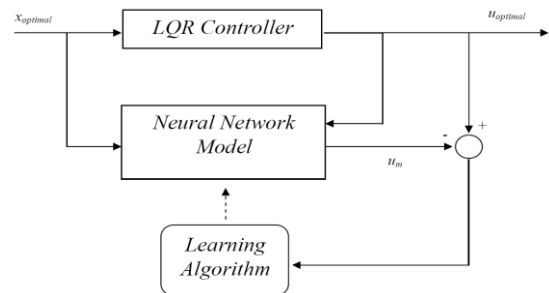 x_optimal
LQR Controller
u_optimal
Neural Network
Model
-
+
u_m
Learning
Algorithm